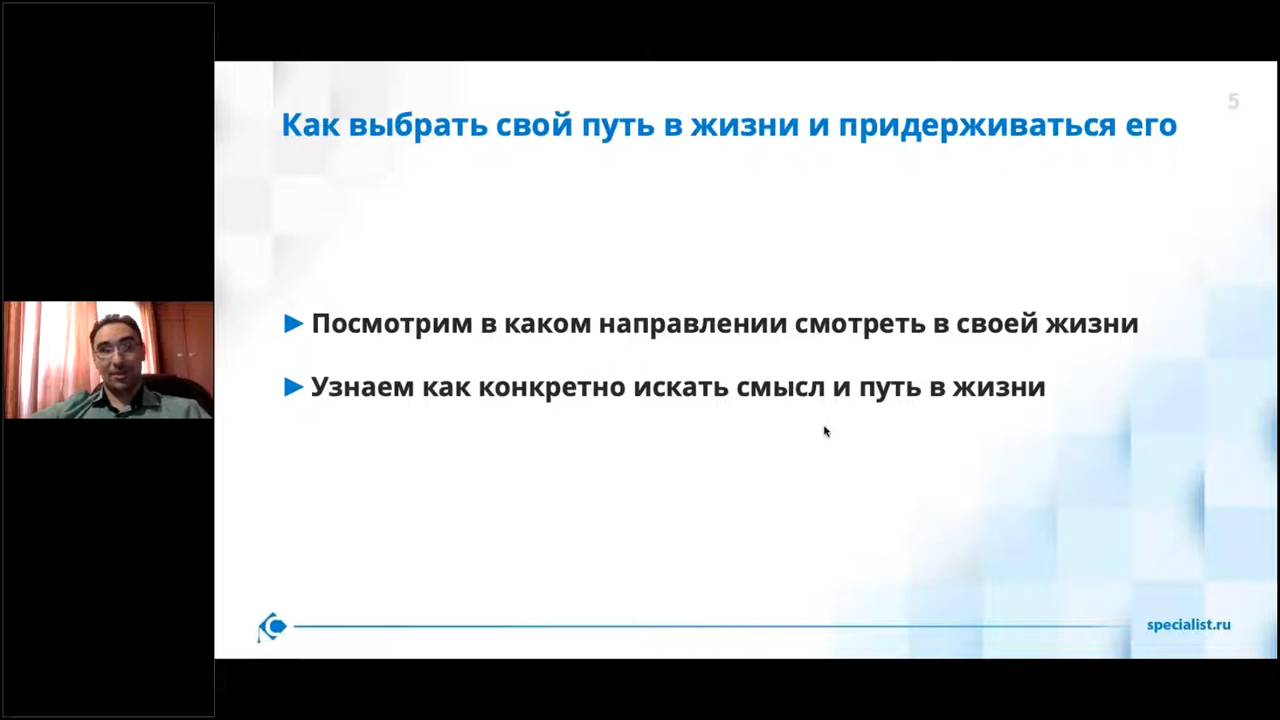 5
Как выбрать свой путь в жизни и придерживаться его
Посмотрим в каком направлении смотреть в своей жизни
Узнаем как конкретно искать смысл и путь в жизни
specialist.ru